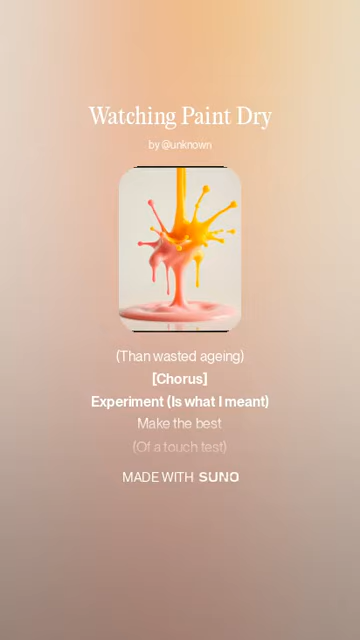 Watching Paint Dry
by @unknown
(Than wasted ageing)
[Chorus]
Experiment (Is what I meant)
Make the best
(Of a touch test)
MADE WITH SUNO